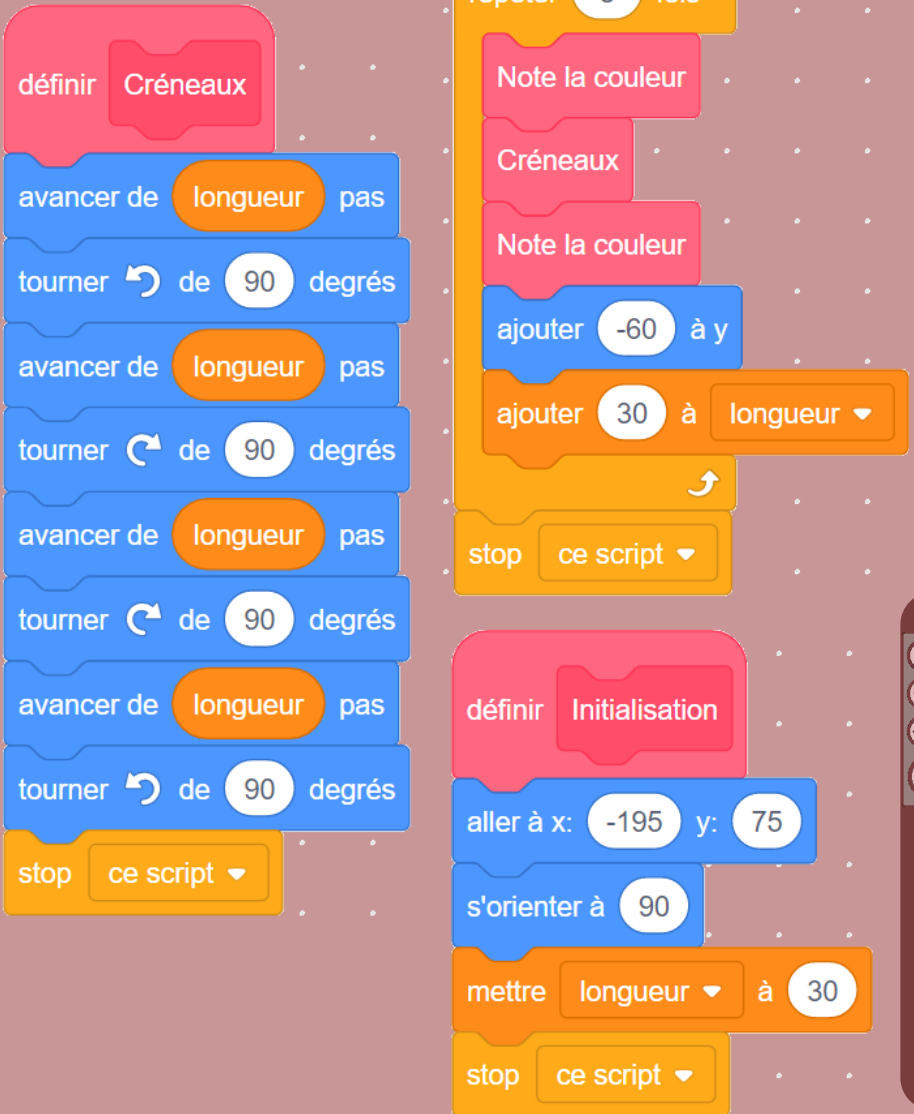 définir Créneaux
avancer de longueur pas
tourner de 90 degrés
avancer de longueur pas
tourner de 90 degrés
avancer de longueur pas
tourner de 90 degrés
avancer de longueur pas
tourner de 90 degrés
stop ce script
Note la couleur
Créneaux
Note la couleur
ajouter -60 à y
ajouter 30 à longueur
stop ce script
définir Initialisation
aller à x: -195 y: 75
s'orienter à 90
mettre longueur à 30
stop ce script